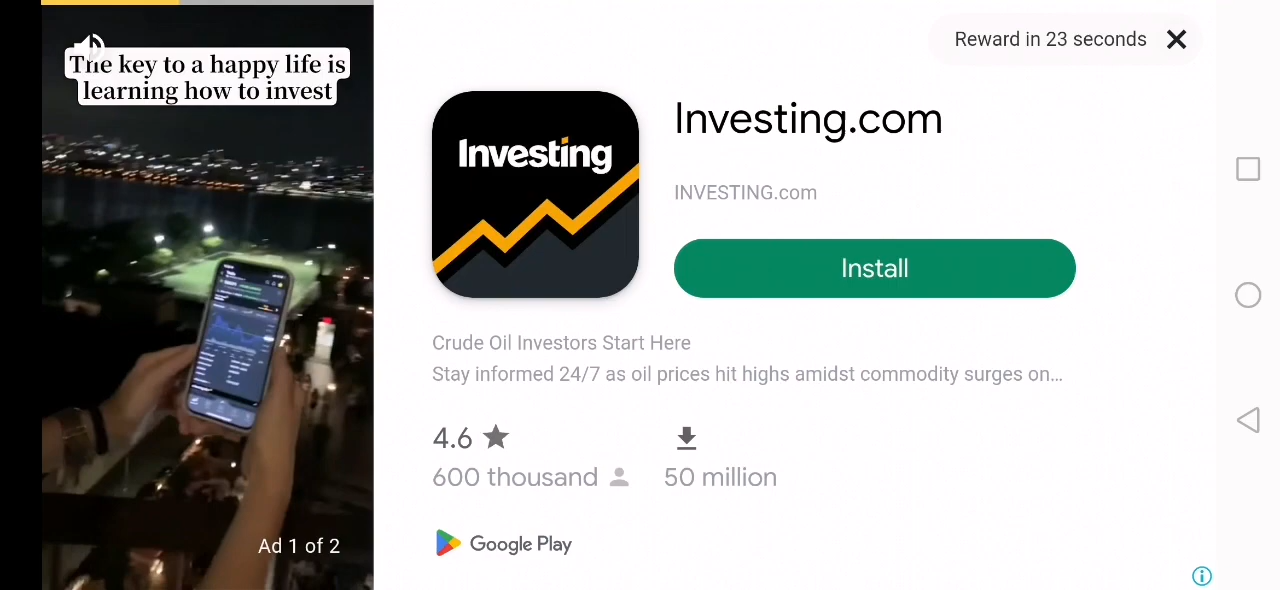 The key to a happy life is
learning how to invest
Ad 1 of 2
Reward in 23 seconds
Investing
Investing.com
INVESTING.com
Install
Crude Oil Investors Start Here
Stay informed 24/7 as oil prices hit highs amidst commodity surges on…
4.6
600 thousand
50 million
Google Play